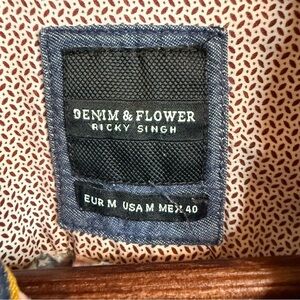 DENIM & FLOWER
RICKY SINGH
EUR M USA M MEX 40